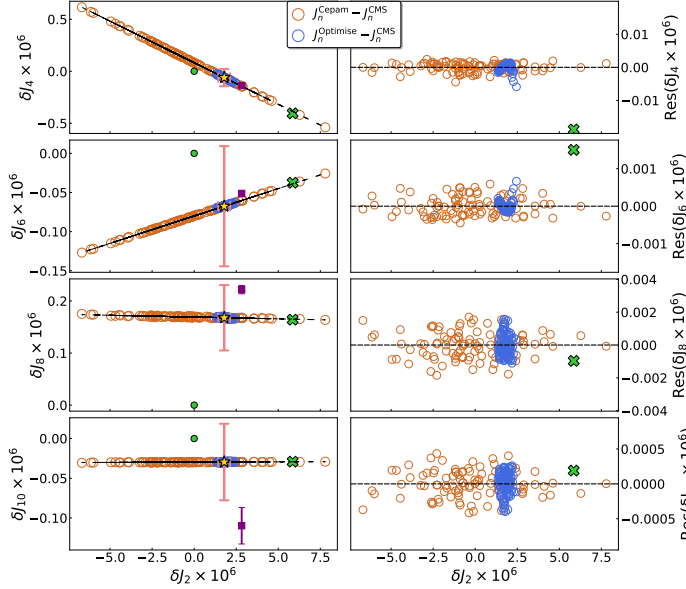 J_n^Cepam − J_n^CMS
J_n^Optimise − J_n^CMS
δJ_4 × 10^6
0.5
0.0
−0.5
0.01
0.00
−0.01
Res(δJ_4 × 10^6)
δJ_6 × 10^6
0.00
−0.05
−0.10
−0.15
0.001
0.000
−0.001
Res(δJ_6 × 10^6)
δJ_8 × 10^6
0.2
0.1
0.0
0.004
0.002
0.000
−0.002
−0.004
Res(δJ_8 × 10^6)
δJ_10 × 10^6
0.00
−0.05
−0.10
0.0005
0.0000
−0.0005
−5.0 −2.5 0.0 2.5 5.0 7.5
−5.0 −2.5 0.0 2.5 5.0 7.5
δJ_2 × 10^6
δJ_2 × 10^6